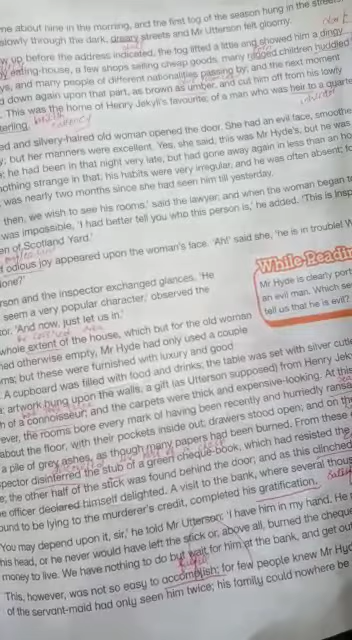 me about nine in the morning, and the first fog of the season hung in the streets
slowly through the dark, dreary streets and Mr Utterson felt gloomy.
w up before the address indicated, the fog lifted a little and showed him a dingy
eating-house, a few shops selling cheap goods, many ragged children huddled
ys, and many people of different nationalities passing by; and the next moment
d down again upon that part, as brown as umber, and cut him off from his lowly
. This was the home of Henry Jekyll's favourite; of a man who was heir to a quarte
terling.
ed and silvery-haired old woman opened the door. She had an evil face, smoothe
y; but her manners were excellent. Yes, she said, this was Mr Hyde's, but he was
e; he had been in that night very late, but had gone away again in less than an ho
nothing strange in that; his habits were very irregular, and he was often absent; fo
was nearly two months since she had seen him till yesterday.
then, we wish to see his rooms,' said the lawyer; and when the woman began t
was impossible, 'I had better tell you who this person is,' he added. 'This is Insp
en of Scotland Yard.'
f odious joy appeared upon the woman's face. 'Ah!' said she, 'he is in trouble! W
one?'
rson and the inspector exchanged glances. 'He
seem a very popular character,' observed the
tor. 'And now, just let us in.'
While Readin
Mr Hyde is clearly port
an evil man. Which se
tell us that he is evil?
whole extent of the house, which but for the old woman
ned otherwise empty, Mr Hyde had only used a couple
ms; but these were furnished with luxury and good
. A cupboard was filled with food and drinks; the table was set with silver cutle
; artwork hung upon the walls, a gift (as Utterson supposed) from Henry Jek
h of a connoisseur; and the carpets were thick and expensive-looking. At this
ever, the rooms bore every mark of having been recently and hurriedly ransa
about the floor, with their pockets inside out; drawers stood open; and on th
a pile of grey ashes, as though many papers had been burned. From these
spector disinterred the stub of a green cheque-book, which had resisted the
e; the other half of the stick was found behind the door; and as this clinched
e officer declared himself delighted. A visit to the bank, where several thous
ound to be lying to the murderer's credit, completed his gratification.
'You may depend upon it, sir,' he told Mr Utterson: 'I have him in my hand. He
his head, or he never would have left the stick or, above all, burned the cheque
money to live. We have nothing to do but wait for him at the bank, and get out
This, however, was not so easy to accomplish; for few people knew Mr Hyd
of the servant-maid had only seen him twice; his family could nowhere be